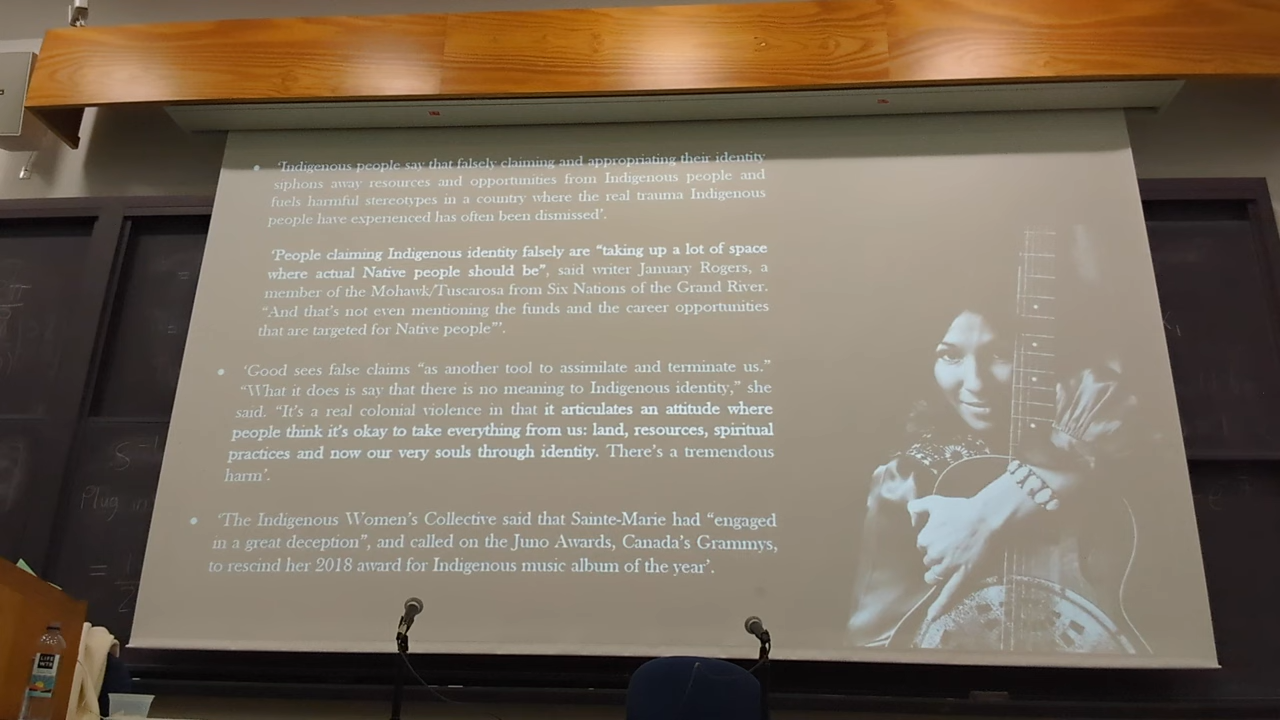 ‘Indigenous people say that falsely claiming and appropriating their identity
siphons away resources and opportunities from Indigenous people and
fuels harmful stereotypes in a country where the real trauma Indigenous
people have experienced has often been dismissed’.
‘People claiming Indigenous identity falsely are “taking up a lot of space
where actual Native people should be”, said writer January Rogers, a
member of the Mohawk/Tuscarosa from Six Nations of the Grand River.
“And that’s not even mentioning the funds and the career opportunities
that are targeted for Native people”’.
‘Good sees false claims “as another tool to assimilate and terminate us.”
“What it does is say that there is no meaning to Indigenous identity,” she
said. “It’s a real colonial violence in that it articulates an attitude where
people think it’s okay to take everything from us: land, resources, spiritual
practices and now our very souls through identity. There’s a tremendous
harm’.
‘The Indigenous Women’s Collective said that Sainte-Marie had “engaged
in a great deception”, and called on the Juno Awards, Canada’s Grammys,
to rescind her 2018 award for Indigenous music album of the year’.
Plug in
LIFE
WTR